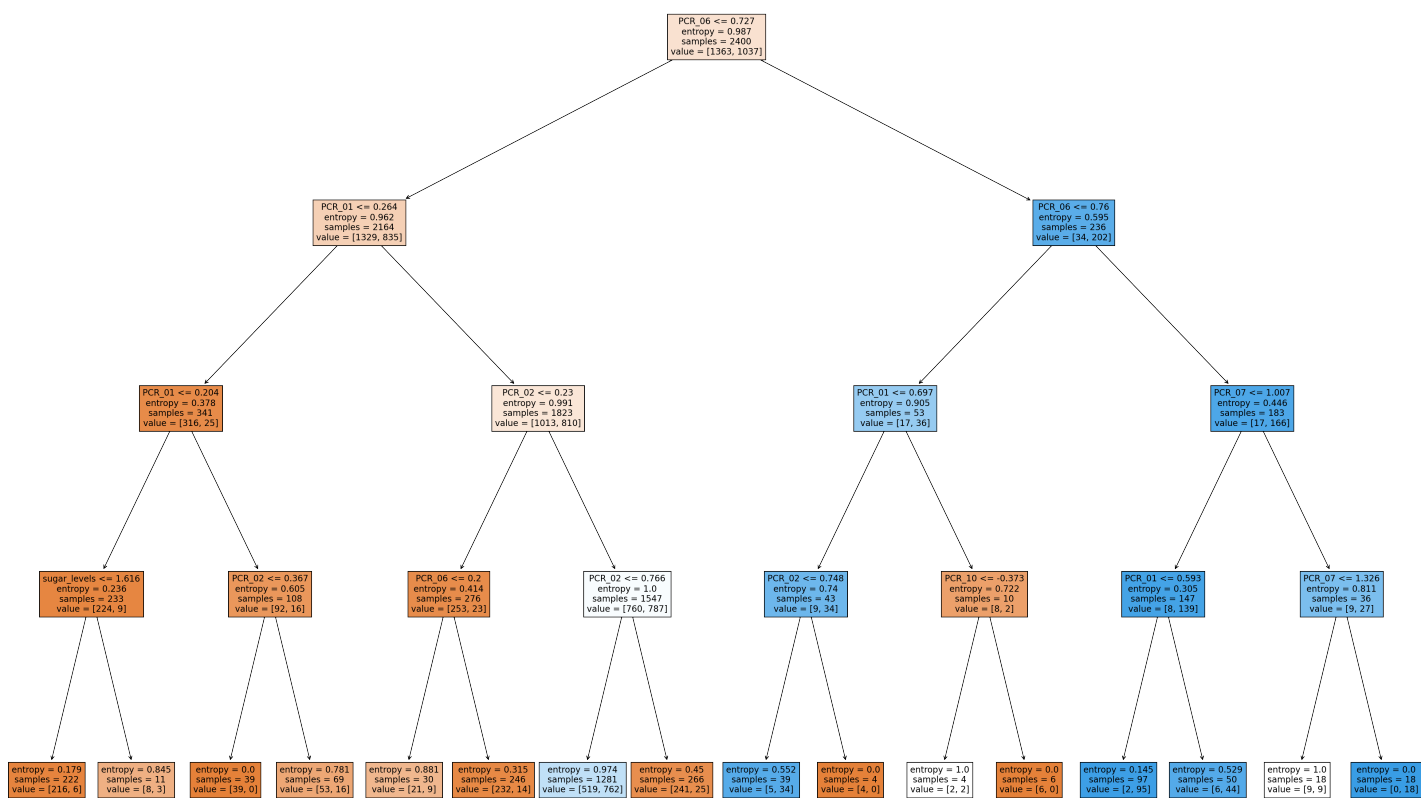 PCR_06 <= 0.727
entropy = 0.987
samples = 2400
value = [1363, 1037]
PCR_01 <= 0.264
entropy = 0.962
samples = 2164
value = [1329, 835]
PCR_06 <= 0.76
entropy = 0.595
samples = 236
value = [34, 202]
PCR_01 <= 0.204
entropy = 0.378
samples = 341
value = [316, 25]
PCR_02 <= 0.23
entropy = 0.991
samples = 1823
value = [1013, 810]
PCR_01 <= 0.697
entropy = 0.905
samples = 53
value = [17, 36]
PCR_07 <= 1.007
entropy = 0.446
samples = 183
value = [17, 166]
sugar_levels <= 1.616
entropy = 0.236
samples = 233
value = [224, 9]
PCR_02 <= 0.367
entropy = 0.605
samples = 108
value = [92, 16]
PCR_06 <= 0.2
entropy = 0.414
samples = 276
value = [253, 23]
PCR_02 <= 0.766
entropy = 1.0
samples = 1547
value = [760, 787]
PCR_02 <= 0.748
entropy = 0.74
samples = 43
value = [9, 34]
PCR_10 <= -0.373
entropy = 0.722
samples = 10
value = [8, 2]
PCR_01 <= 0.593
entropy = 0.305
samples = 147
value = [8, 139]
PCR_07 <= 1.326
entropy = 0.811
samples = 36
value = [9, 27]
entropy = 0.179
samples = 222
value = [216, 6]
entropy = 0.845
samples = 11
value = [8, 3]
entropy = 0.0
samples = 39
value = [39, 0]
entropy = 0.781
samples = 69
value = [53, 16]
entropy = 0.881
samples = 30
value = [21, 9]
entropy = 0.315
samples = 246
value = [232, 14]
entropy = 0.974
samples = 1281
value = [519, 762]
entropy = 0.45
samples = 266
value = [241, 25]
entropy = 0.552
samples = 39
value = [5, 34]
entropy = 0.0
samples = 4
value = [4, 0]
entropy = 1.0
samples = 4
value = [2, 2]
entropy = 0.0
samples = 6
value = [6, 0]
entropy = 0.145
samples = 97
value = [2, 95]
entropy = 0.529
samples = 50
value = [6, 44]
entropy = 1.0
samples = 18
value = [9, 9]
entropy = 0.0
samples = 18
value = [0, 18]